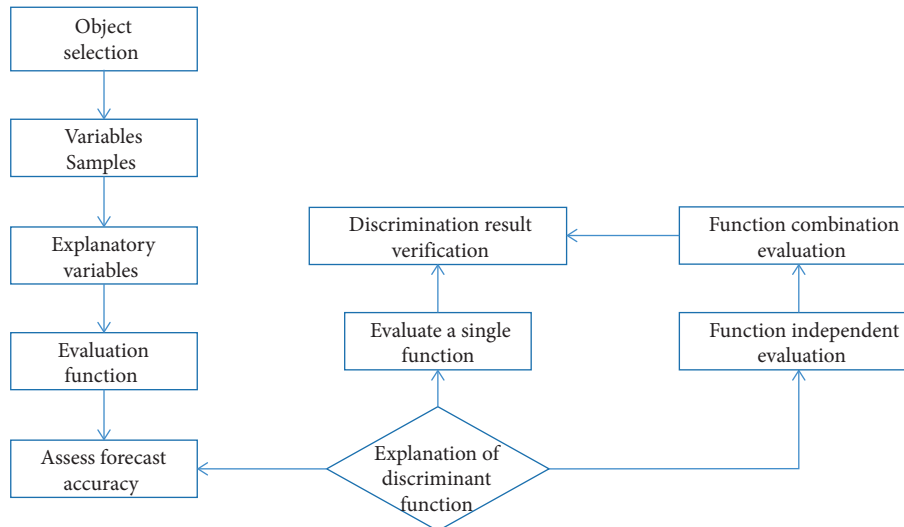 Object
selection
Variables
Samples
Explanatory
variables
Evaluation
function
Assess forecast
accuracy
Discrimination result
verification
Evaluate a single
function
Explanation of
discriminant
function
Function combination
evaluation
Function independent
evaluation